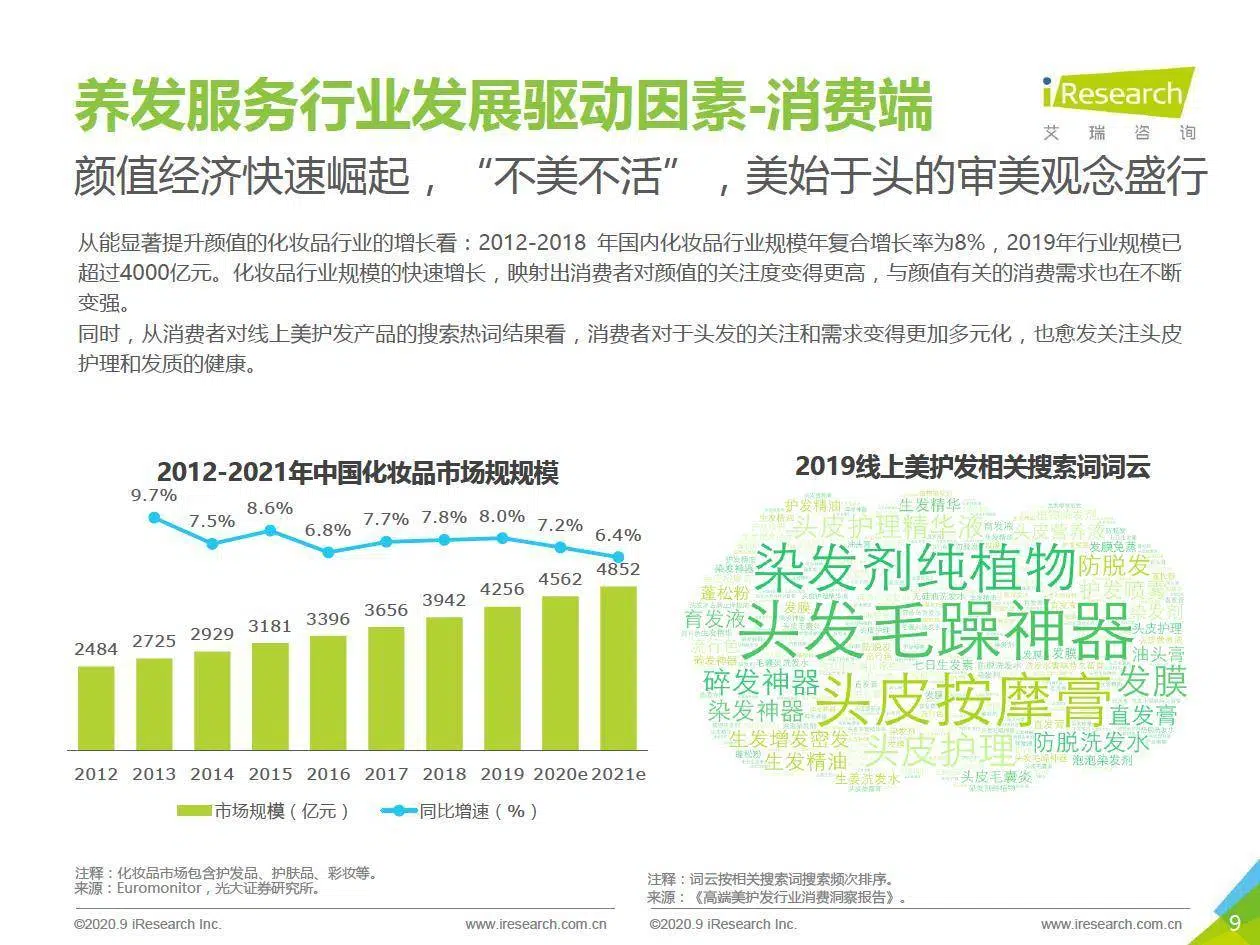 养发服务行业发展驱动因素-消费端
iResearch
艾瑞咨询
颜值经济快速崛起，“不美不活”，美始于头的审美观念盛行
从能显著提升颜值的化妆品行业的增长看：2012-2018 年国内化妆品行业规模年复合增长率为8%，2019年行业规模已
超过4000亿元。化妆品行业规模的快速增长，映射出消费者对颜值的关注度变得更高，与颜值有关的消费需求也在不断
变强。
同时，从消费者对线上美护发产品的搜索热词结果看，消费者对于头发的关注和需求变得更加多元化，也愈发关注头皮
护理和发质的健康。
2012-2021年中国化妆品市场规规模
9.7%
7.5%
8.6%
6.8%
7.7%
7.8%
8.0%
7.2%
6.4%
2484
2725
2929
3181
3396
3656
3942
4256
4562
4852
2012 2013 2014 2015 2016 2017 2018 2019 2020e 2021e
市场规模（亿元） 同比增速（%）
2019线上美护发相关搜索词词云
护发精油
生发精华
头皮护理精华液
育发液
头皮营养液
染发剂纯植物
防脱发
发膜免蒸
染发神器
蓬松粉
发膜
护发喷雾
染发剂
育发液
头发毛躁神器
头皮护理
流行色
七日生发素
发膜
油头膏
碎发神器
头皮按摩膏
发膜
染发神器
直发膏
生发增发密发
头皮护理
防脱洗发水
生发精油
泡泡染发剂
生姜洗发水
头皮毛囊炎
注释：化妆品市场包含护发品、护肤品、彩妆等。
来源：Euromonitor，光大证券研究所。
注释：词云按相关搜索词搜索频次排序。
来源：《高端美护发行业消费洞察报告》。
©2020.9 iResearch Inc. www.iresearch.com.cn
©2020.9 iResearch Inc. www.iresearch.com.cn
9